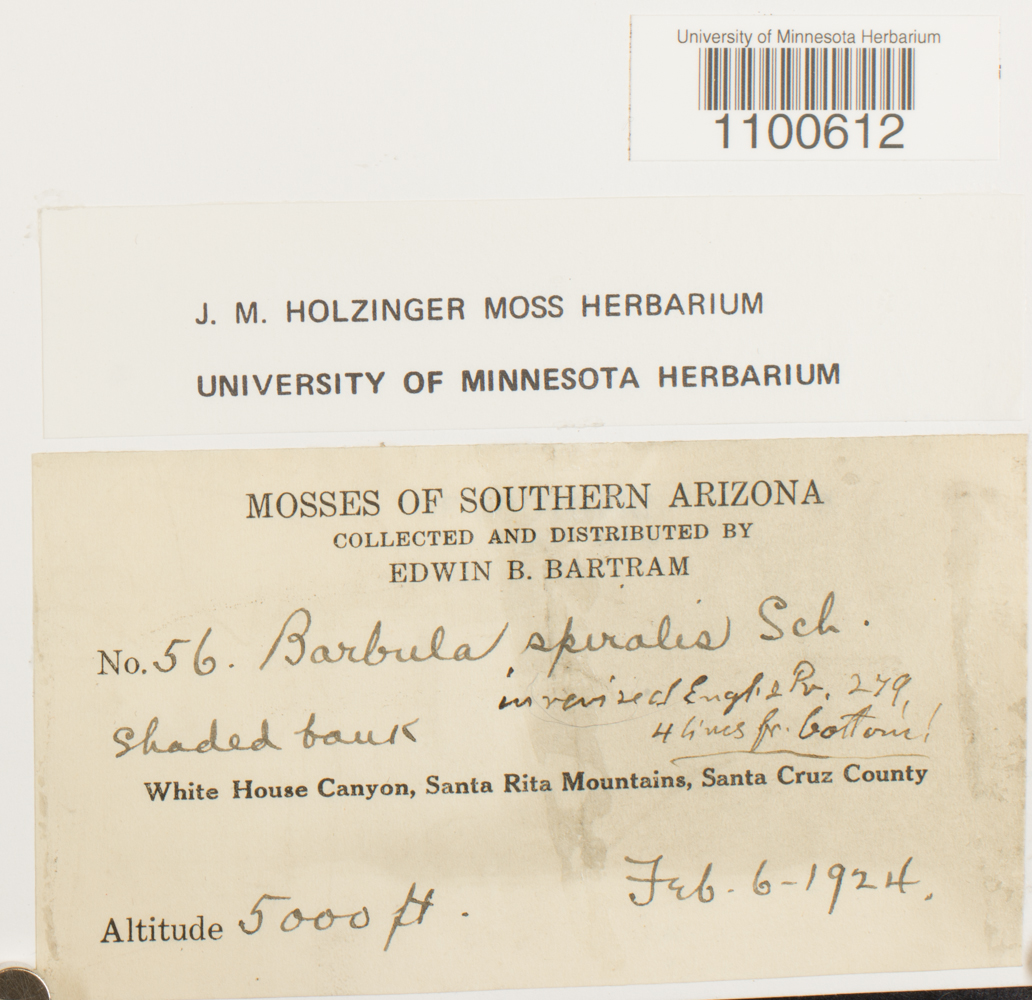 University of Minnesota Herbarium
1100612
J. M. HOLZINGER MOSS HERBARIUM
UNIVERSITY OF MINNESOTA HERBARIUM
MOSSES OF SOUTHERN ARIZONA
COLLECTED AND DISTRIBUTED BY
EDWIN B. BARTRAM
No. 56. Barbula spiralis Sch.
in revised Engl & Pr. 279,
shaded bank
4 lines fr. bottom!
White House Canyon, Santa Rita Mountains, Santa Cruz County
Feb. 6-1924.
Altitude 5000 ft.